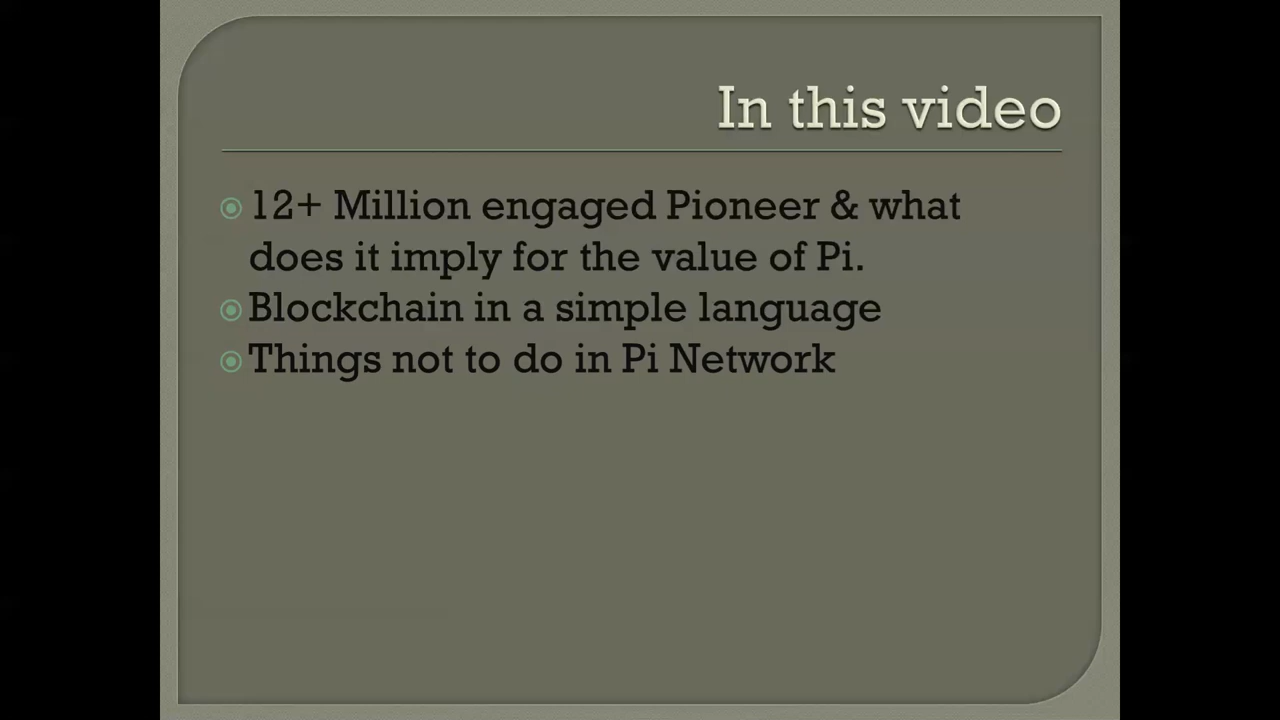 In this video
12+ Million engaged Pioneer & what
does it imply for the value of Pi.
Blockchain in a simple language
Things not to do in Pi Network